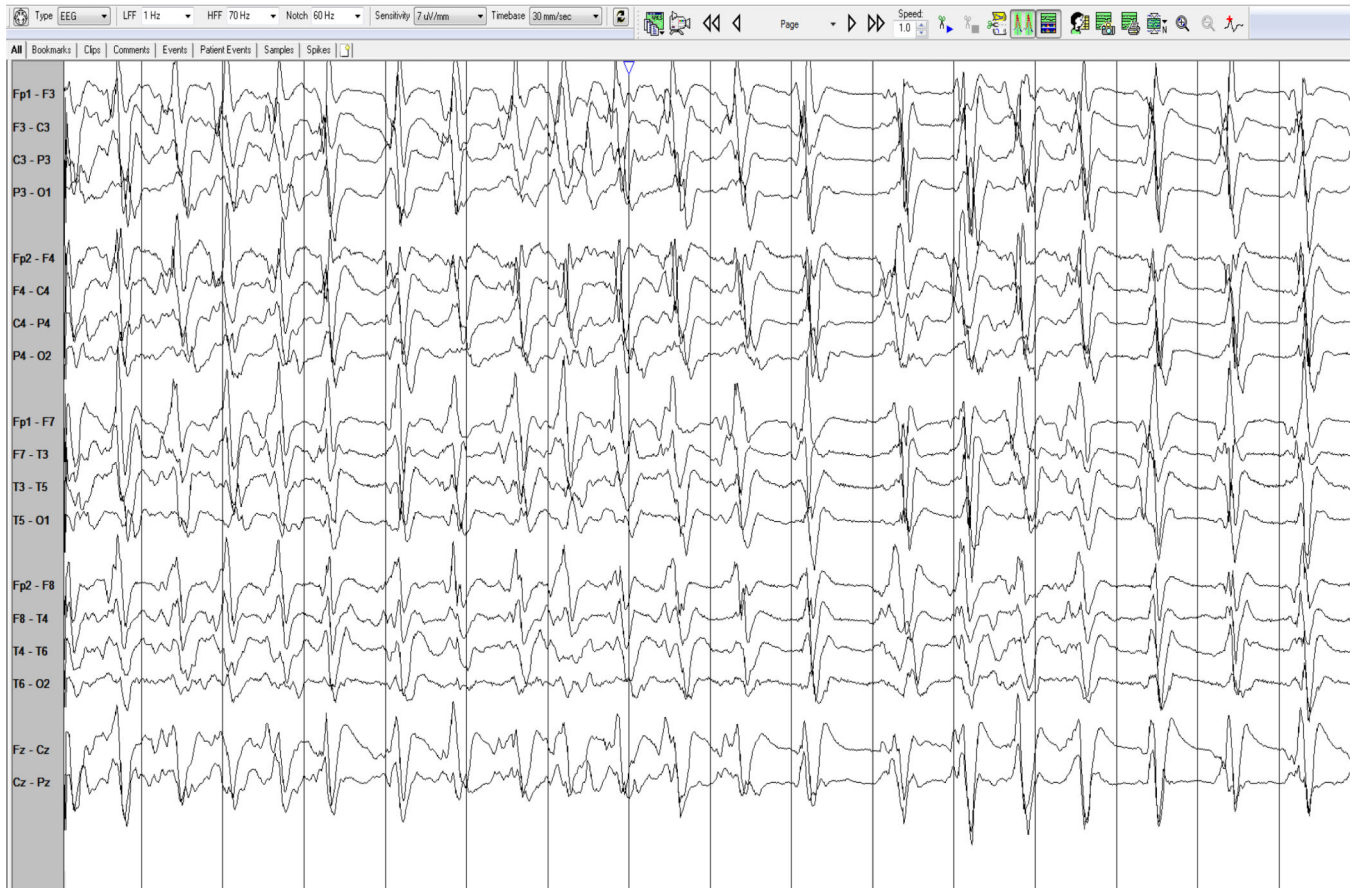 Type EEG LFF 1 Hz HFF 70 Hz Notch 60 Hz Sensitivity 7 uV/mm Timebase 30 mm/sec Page Speed: 1.0 N
All Bookmarks Clips Comments Events Patient Events Samples Spikes
Fp1 - F3
F3 - C3
C3 - P3
P3 - O1
Fp2 - F4
F4 - C4
C4 - P4
P4 - O2
Fp1 - F7
F7 - T3
T3 - T5
T5 - O1
Fp2 - F8
F8 - T4
T4 - T6
T6 - O2
Fz - Cz
Cz - Pz